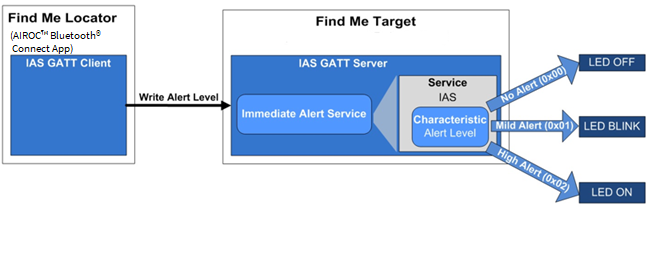 Find Me Locator
(AIROC™ Bluetooth®
Connect App)
IAS GATT Client
Write Alert Level
Find Me Target
IAS GATT Server
Immediate Alert Service
Service
IAS
Characteristic
Alert Level
No Alert (0x00)
Mild Alert (0x01)
High Alert (0x02)
LED OFF
LED BLINK
LED ON